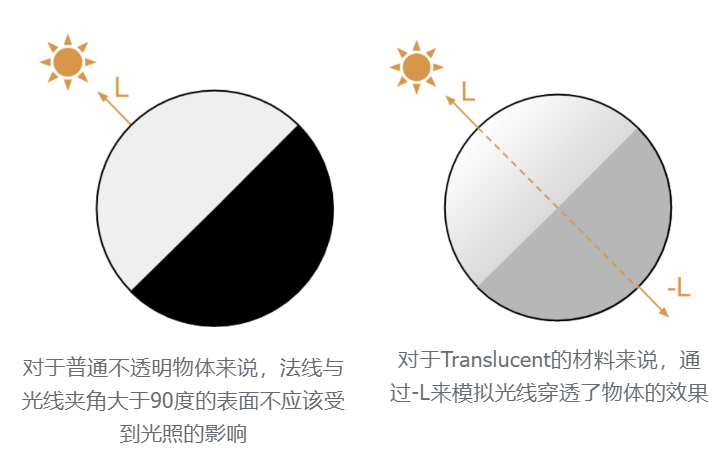 L
对于普通不透明物体来说，法线与
光线夹角大于90度的表面不应该受
到光照的影响
L
-L
对于Translucent的材料来说，通
过-L来模拟光线穿透了物体的效果